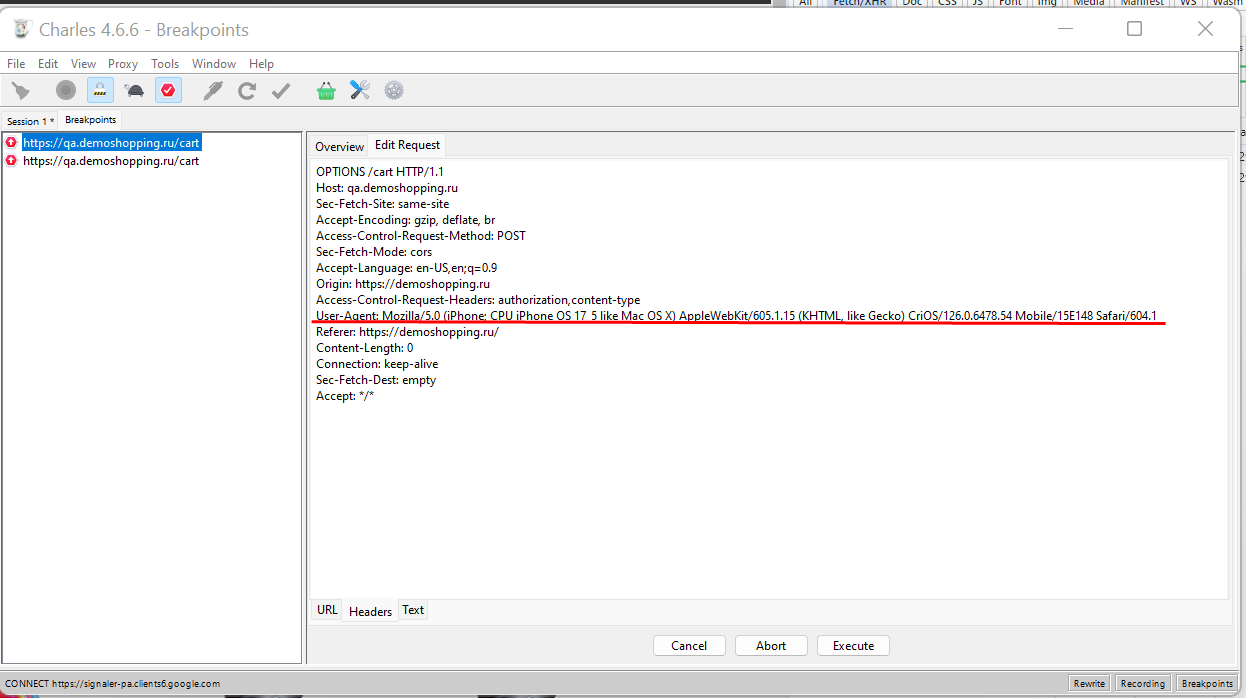 All Fetch/XHR Doc CSS JS Font Img Media Manifest WS Wasm
Charles 4.6.6 - Breakpoints
File Edit View Proxy Tools Window Help
Session 1 * Breakpoints
https://qa.demoshopping.ru/cart
https://qa.demoshopping.ru/cart
Overview Edit Request
OPTIONS /cart HTTP/1.1
Host: qa.demoshopping.ru
Sec-Fetch-Site: same-site
Accept-Encoding: gzip, deflate, br
Access-Control-Request-Method: POST
Sec-Fetch-Mode: cors
Accept-Language: en-US,en;q=0.9
Origin: https://demoshopping.ru
Access-Control-Request-Headers: authorization,content-type
User-Agent: Mozilla/5.0 (iPhone; CPU iPhone OS 17_5 like Mac OS X) AppleWebKit/605.1.15 (KHTML, like Gecko) CriOS/126.0.6478.54 Mobile/15E148 Safari/604.1
Referer: https://demoshopping.ru/
Content-Length: 0
Connection: keep-alive
Sec-Fetch-Dest: empty
Accept: */*
URL Headers Text
Cancel Abort Execute
CONNECT https://signaler-pa.clients6.google.com
Rewrite Recording Breakpoints